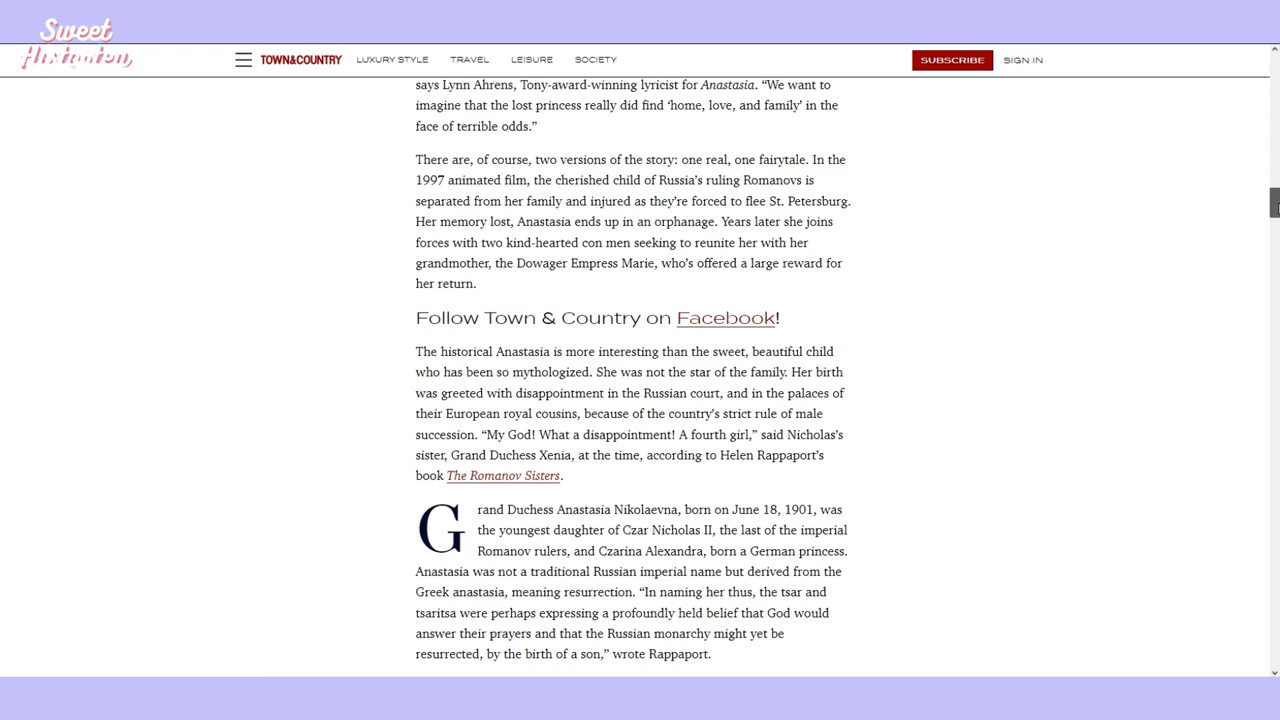 Sweet
TOWN&COUNTRY
LUXURY STYLE
TRAVEL
LEISURE
SOCIETY
SUBSCRIBE
SIGN IN
says Lynn Ahrens, Tony-award-winning lyricist for Anastasia. “We want to
imagine that the lost princess really did find ‘home, love, and family’ in the
face of terrible odds.”
There are, of course, two versions of the story: one real, one fairytale. In the
1997 animated film, the cherished child of Russia’s ruling Romanovs is
separated from her family and injured as they’re forced to flee St. Petersburg.
Her memory lost, Anastasia ends up in an orphanage. Years later she joins
forces with two kind-hearted con men seeking to reunite her with her
grandmother, the Dowager Empress Marie, who’s offered a large reward for
her return.
Follow Town & Country on Facebook!
The historical Anastasia is more interesting than the sweet, beautiful child
who has been so mythologized. She was not the star of the family. Her birth
was greeted with disappointment in the Russian court, and in the palaces of
their European royal cousins, because of the country’s strict rule of male
succession. “My God! What a disappointment! A fourth girl,” said Nicholas’s
sister, Grand Duchess Xenia, at the time, according to Helen Rappaport’s
book The Romanov Sisters.
Grand Duchess Anastasia Nikolaevna, born on June 18, 1901, was
the youngest daughter of Czar Nicholas II, the last of the imperial
Romanov rulers, and Czarina Alexandra, born a German princess.
Anastasia was not a traditional Russian imperial name but derived from the
Greek anastasia, meaning resurrection. “In naming her thus, the tsar and
tsaritsa were perhaps expressing a profoundly held belief that God would
answer their prayers and that the Russian monarchy might yet be
resurrected, by the birth of a son,” wrote Rappaport.